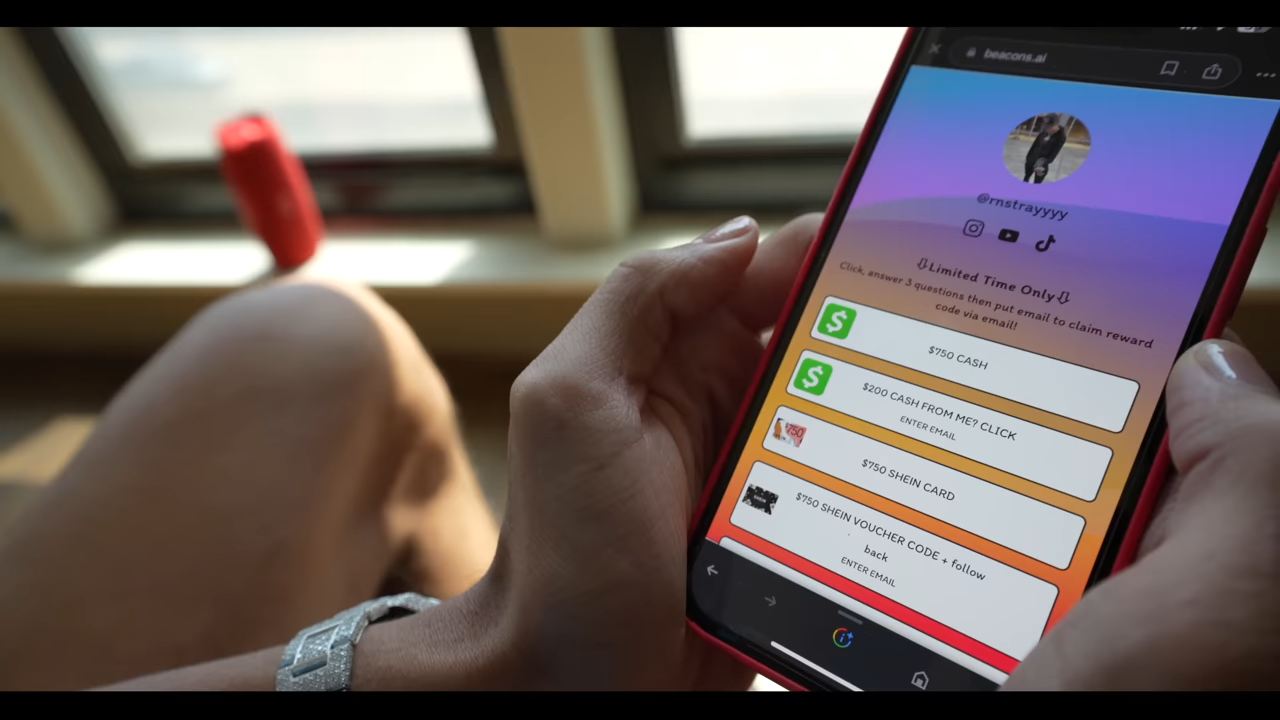 beacons.ai
@rnstrayyyy
⇩Limited Time Only⇩
Click, answer 3 questions then put email to claim reward
code via email!
$750 CASH
$200 CASH FROM ME? CLICK
ENTER EMAIL
$750
$750 SHEIN CARD
$750 SHEIN VOUCHER CODE + follow
back
ENTER EMAIL